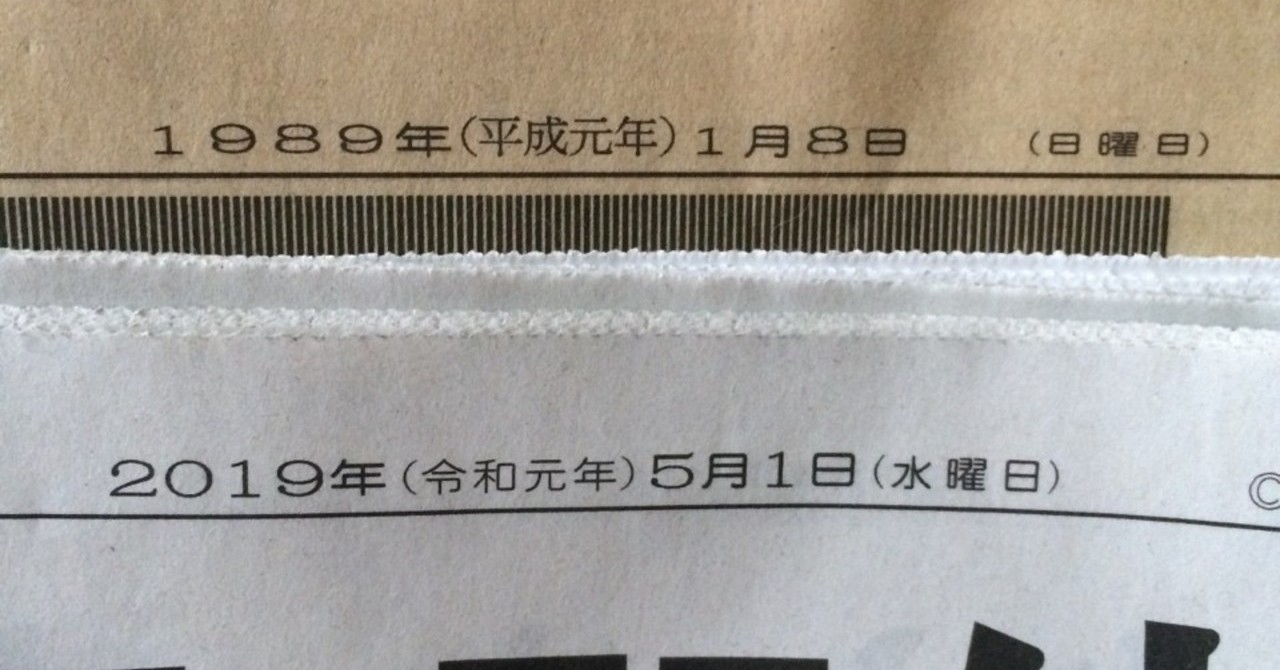 1989年(平成元年)1月8日 (日曜日)
2019年(令和元年)5月1日(水曜日) ©